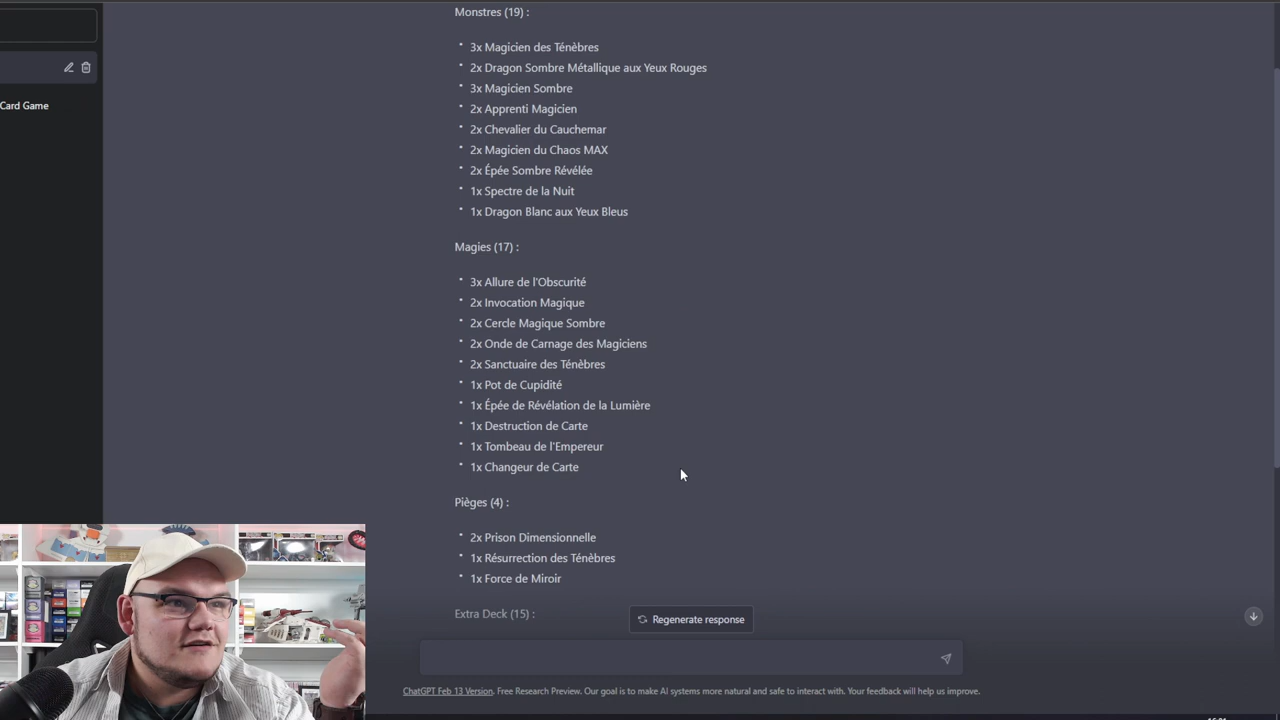 Monstres (19) :
3x Magicien des Ténèbres
2x Dragon Sombre Métallique aux Yeux Rouges
3x Magicien Sombre
2x Apprenti Magicien
Card Game
2x Chevalier du Cauchemar
2x Magicien du Chaos MAX
2x Épée Sombre Révélée
1x Spectre de la Nuit
1x Dragon Blanc aux Yeux Bleus
Magies (17) :
3x Allure de l'Obscurité
2x Invocation Magique
2x Cercle Magique Sombre
2x Onde de Carnage des Magiciens
2x Sanctuaire des Ténèbres
1x Pot de Cupidité
1x Épée de Révélation de la Lumière
1x Destruction de Carte
1x Tombeau de l'Empereur
1x Changeur de Carte
Pièges (4) :
2x Prison Dimensionnelle
1x Résurrection des Ténèbres
1x Force de Miroir
Extra Deck (15) :
Regenerate response
ChatGPT Feb 13 Version. Free Research Preview. Our goal is to make AI systems more natural and safe to interact with. Your feedback will help us improve.